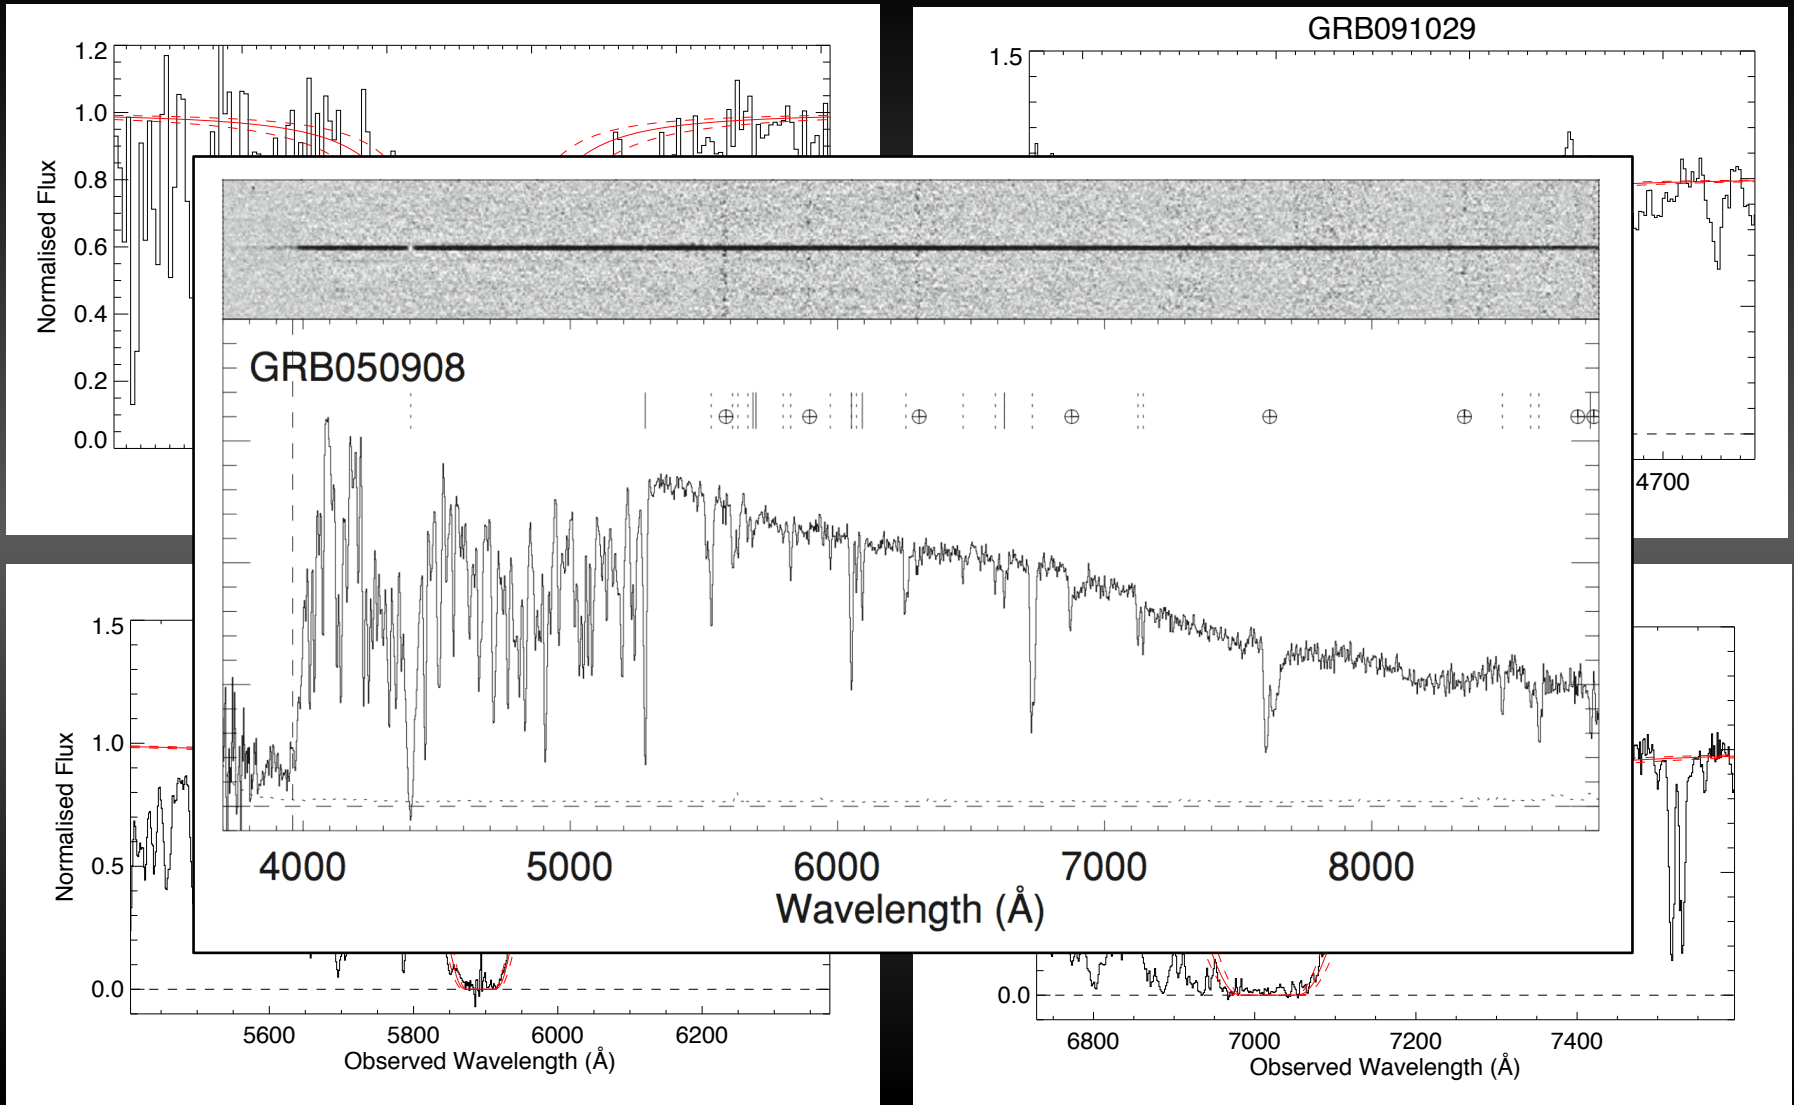 1.2
1.0
0.8
0.6
0.4
0.2
0.0
Normalised Flux
GRB091029
1.5
4700
GRB050908
4000 5000 6000 7000 8000
Wavelength (Å)
1.5
1.0
0.5
0.0
Normalised Flux
5600 5800 6000 6200
Observed Wavelength (Å)
0.0
6800 7000 7200 7400
Observed Wavelength (Å)